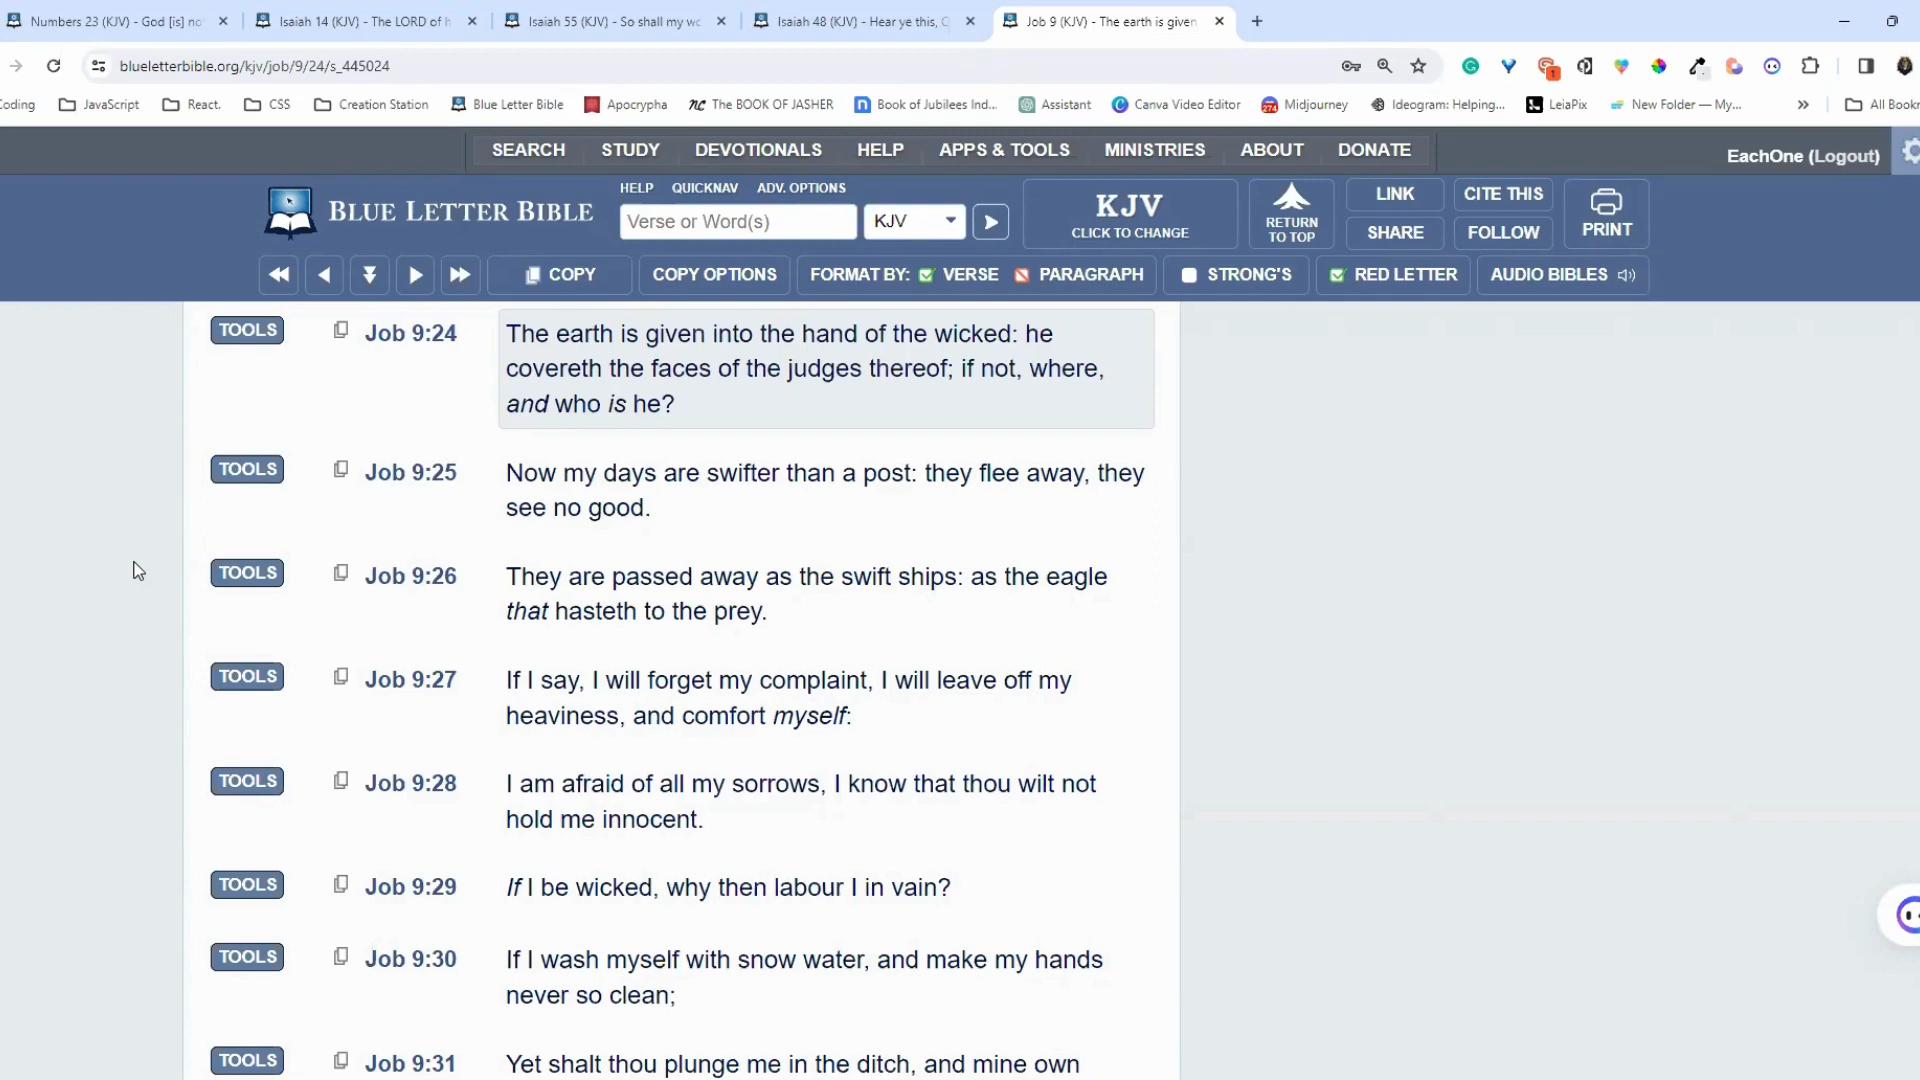 Numbers 23 (KJV) - God [is] no
Isaiah 14 (KJV) - The LORD of h
Isaiah 55 (KJV) - So shall my wo
Isaiah 48 (KJV) - Hear ye this, O
Job 9 (KJV) - The earth is given
blueletterbible.org/kjv/job/9/24/s_445024
Coding JavaScript React. CSS Creation Station Blue Letter Bible Apocrypha The BOOK OF JASHER Book of Jubilees Ind... Assistant Canva Video Editor Midjourney Ideogram: Helping... LeiaPix New Folder — My... » All Bookr
SEARCH STUDY DEVOTIONALS HELP APPS & TOOLS MINISTRIES ABOUT DONATE
EachOne (Logout)
HELP QUICKNAV ADV. OPTIONS
BLUE LETTER BIBLE
Verse or Word(s)
KJV
KJV
CLICK TO CHANGE
RETURN
TO TOP
LINK CITE THIS
SHARE FOLLOW
PRINT
COPY COPY OPTIONS FORMAT BY: VERSE PARAGRAPH STRONG'S RED LETTER AUDIO BIBLES
TOOLS Job 9:24 The earth is given into the hand of the wicked: he
covereth the faces of the judges thereof; if not, where,
and who is he?
TOOLS Job 9:25 Now my days are swifter than a post: they flee away, they
see no good.
TOOLS Job 9:26 They are passed away as the swift ships: as the eagle
that hasteth to the prey.
TOOLS Job 9:27 If I say, I will forget my complaint, I will leave off my
heaviness, and comfort myself:
TOOLS Job 9:28 I am afraid of all my sorrows, I know that thou wilt not
hold me innocent.
TOOLS Job 9:29 If I be wicked, why then labour I in vain?
TOOLS Job 9:30 If I wash myself with snow water, and make my hands
never so clean;
TOOLS Job 9:31 Yet shalt thou plunge me in the ditch, and mine own